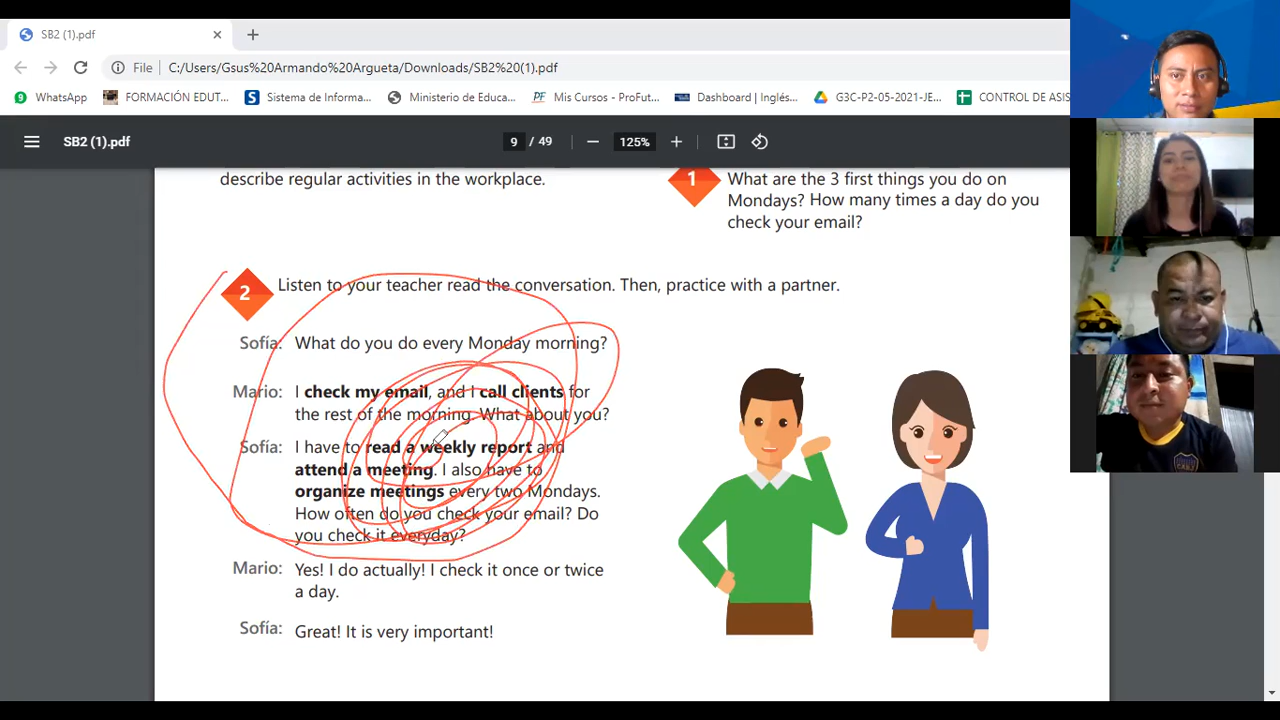 SB2 (1).pdf
File
C:/Users/Gsus%20Armando%20Argueta/Downloads/SB2%20(1).pdf
WhatsApp
FORMACIÓN EDUT...
Sistema de Informa...
Ministerio de Educa...
Mis Cursos - ProFut...
Dashboard | Inglés...
G3C-P2-05-2021-JE...
CONTROL DE ASIS
SB2 (1).pdf
9 / 49
125%
describe regular activities in the workplace.
1
What are the 3 first things you do on
Mondays? How many times a day do you
check your email?
2
Listen to your teacher read the conversation. Then, practice with a partner.
Sofía: What do you do every Monday morning?
Mario: I check my email, and I call clients for
the rest of the morning. What about you?
Sofía: I have to read a weekly report and
attend a meeting. I also have to
organize meetings every two Mondays.
How often do you check your email? Do
you check it everyday?
Mario: Yes! I do actually! I check it once or twice
a day.
Sofía: Great! It is very important!